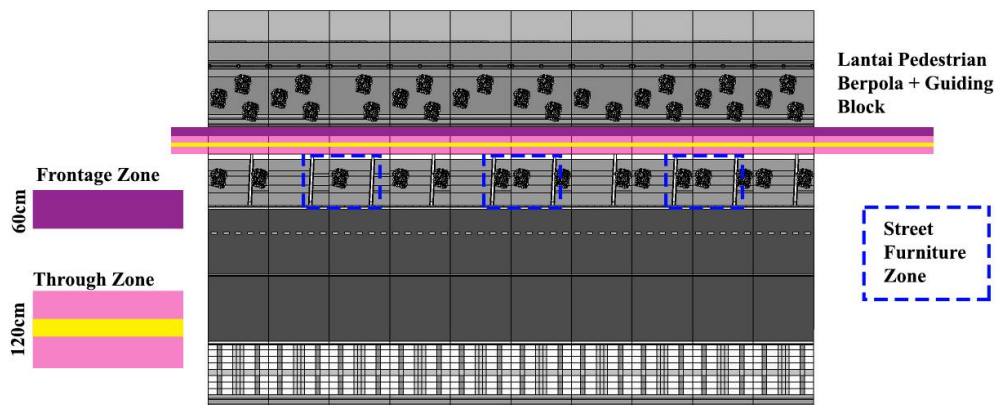 Lantai Pedestrian
Berpola + Guiding
Block
Frontage Zone
60cm
Through Zone
120cm
Street
Furniture
Zone